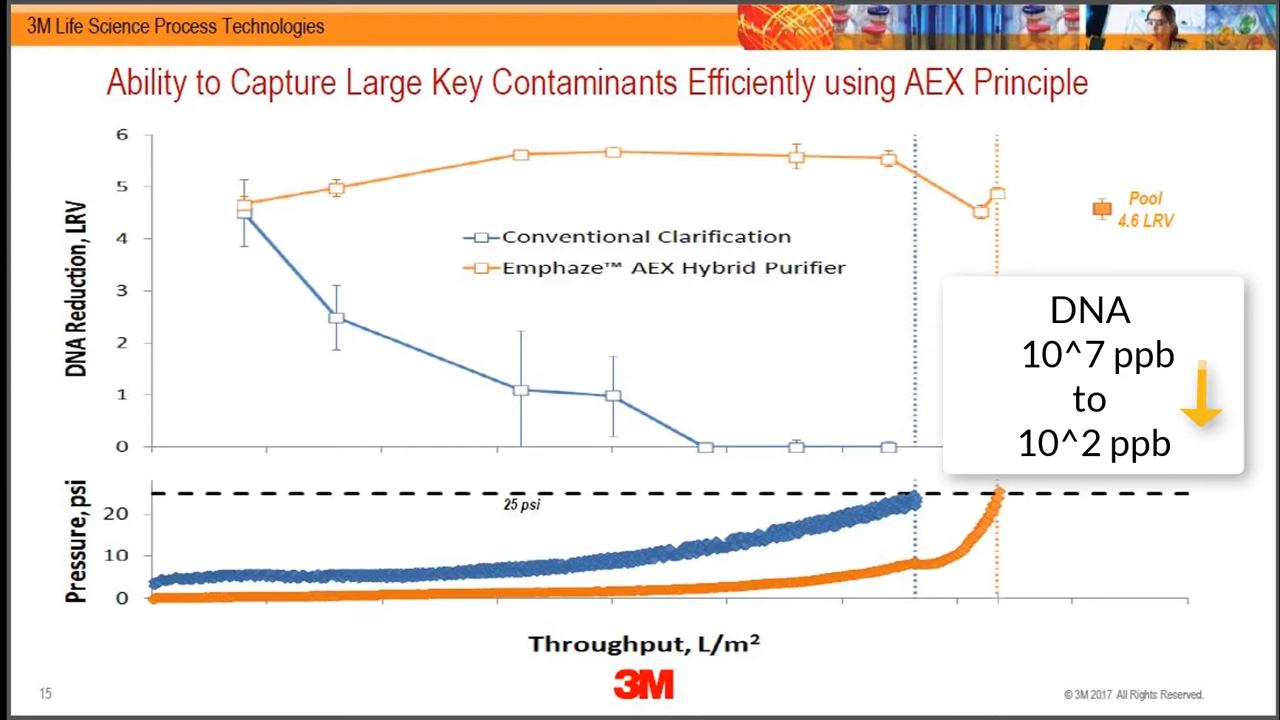 3M Life Science Process Technologies
Ability to Capture Large Key Contaminants Efficiently using AEX Principle
6
5
4
3
2
1
0
DNA Reduction, LRV
Conventional Clarification
Emphaze™ AEX Hybrid Purifier
Pool
4.6 LRV
DNA
10^7 ppb
to
10^2 ppb
25 psi
20
10
0
Pressure, psi
Throughput, L/m²
3M
15
© 3M 2017 All Rights Reserved.